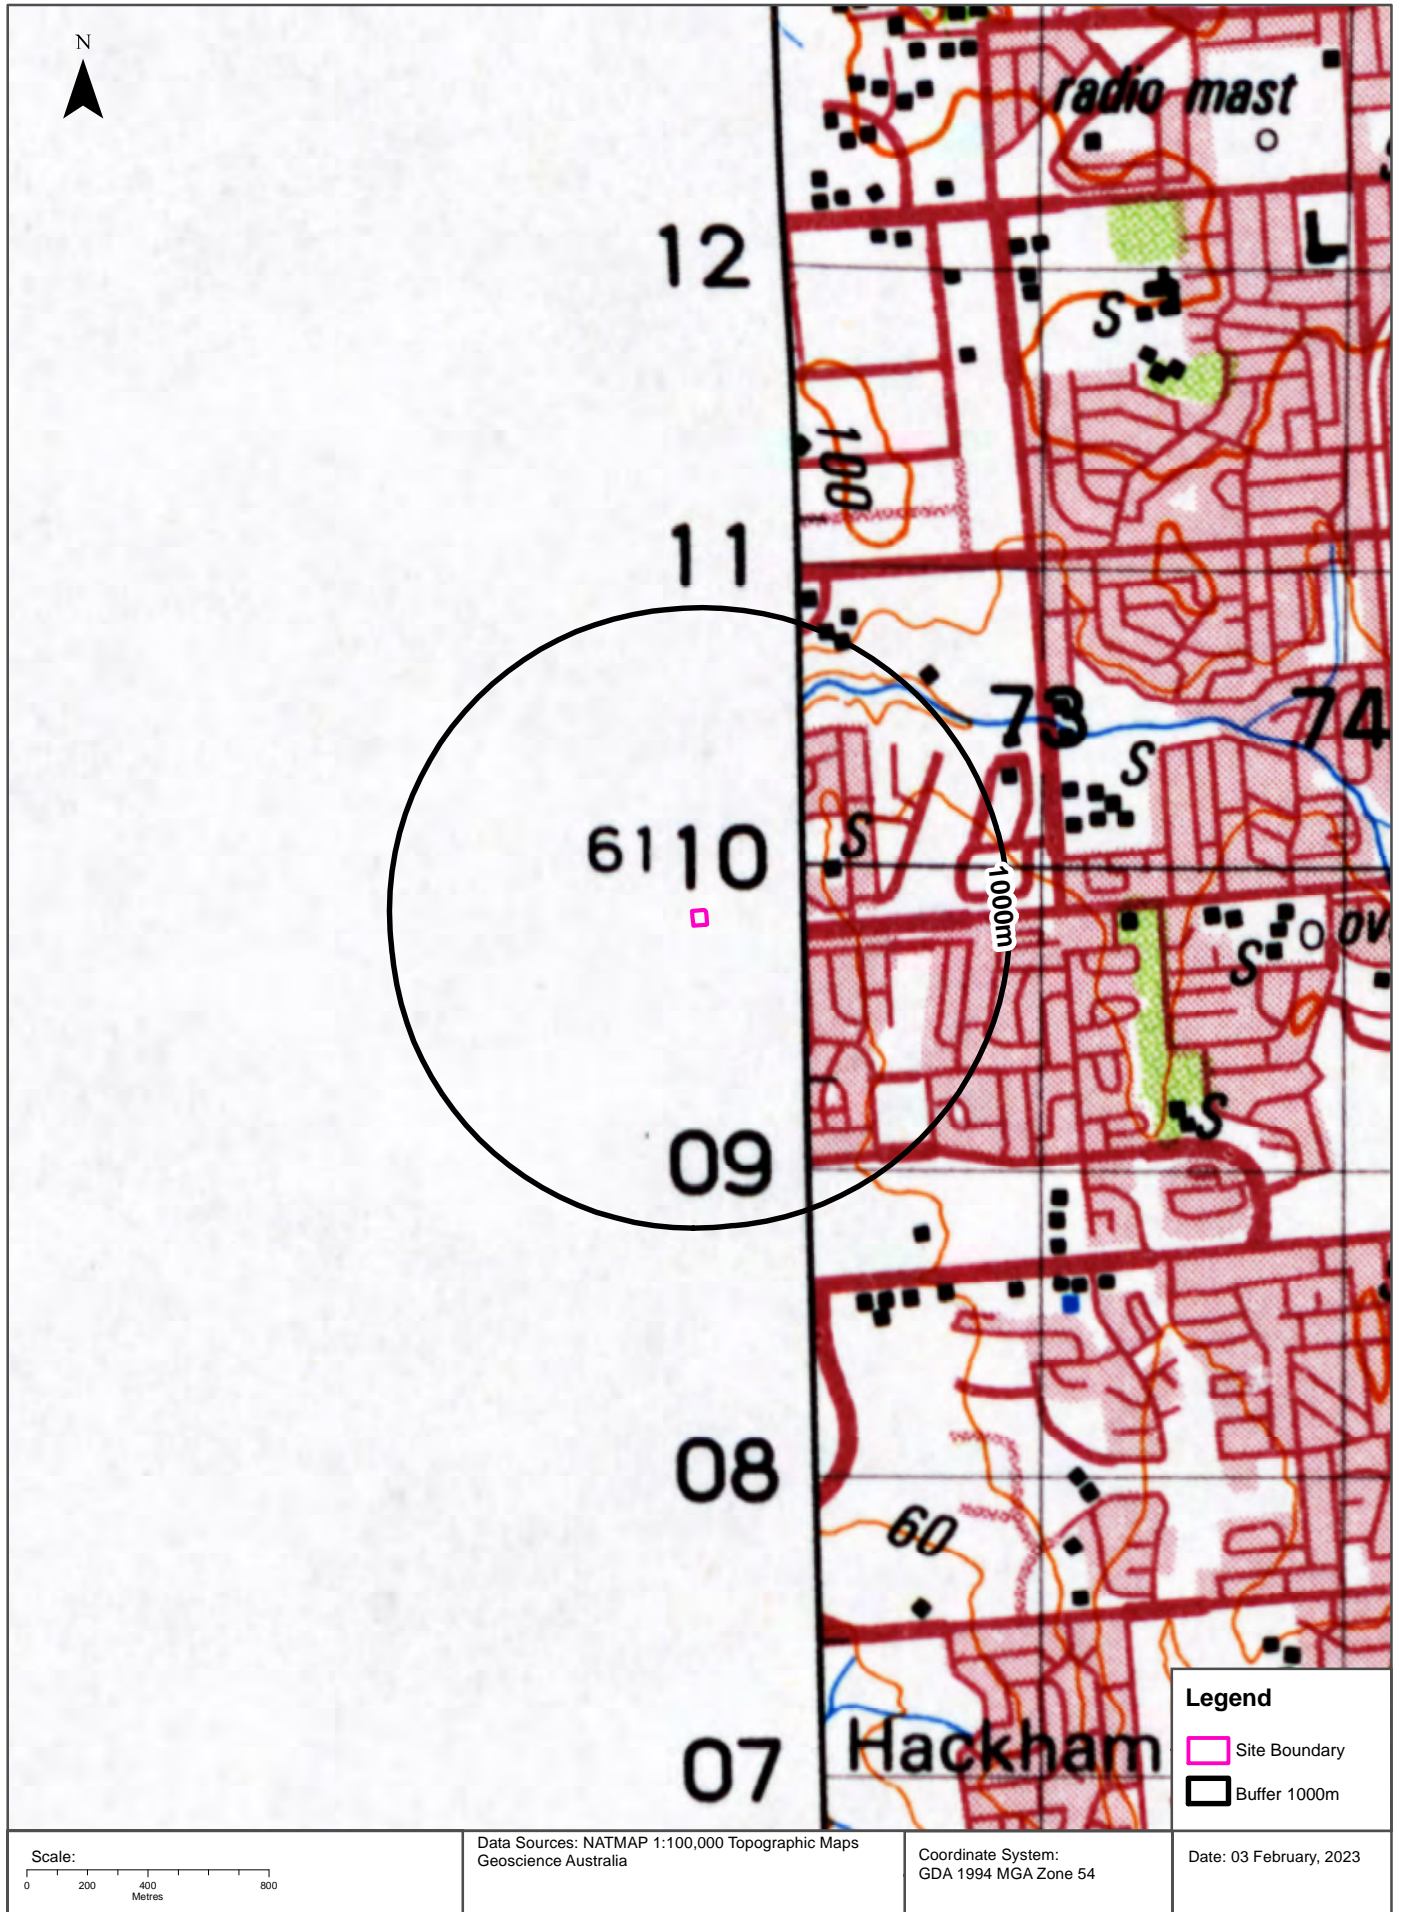 N
radio mast
12
L
S
100
11
73
74
S
S
6110
1000m
S
ov
09
S
08
60
07
Hackham
Legend
Site Boundary
Buffer 1000m
Scale:
0 200 400 800
Metres
Data Sources: NATMAP 1:100,000 Topographic Maps
Geoscience Australia
Coordinate System:
GDA 1994 MGA Zone 54
Date: 03 February, 2023